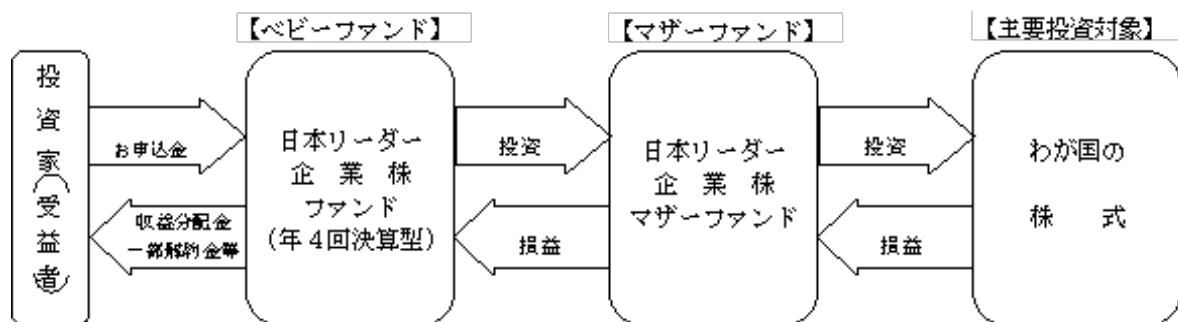 【ベビーファンド】
【マザーファンド】
【主要投資対象】
投資家(受益者)
お申込金
収益分配金
一部解約金等
日本リーダー
企業株
ファンド
(年4回決算型)
投資
損益
日本リーダー
企業株
マザーファンド
投資
損益
わが国の
株式